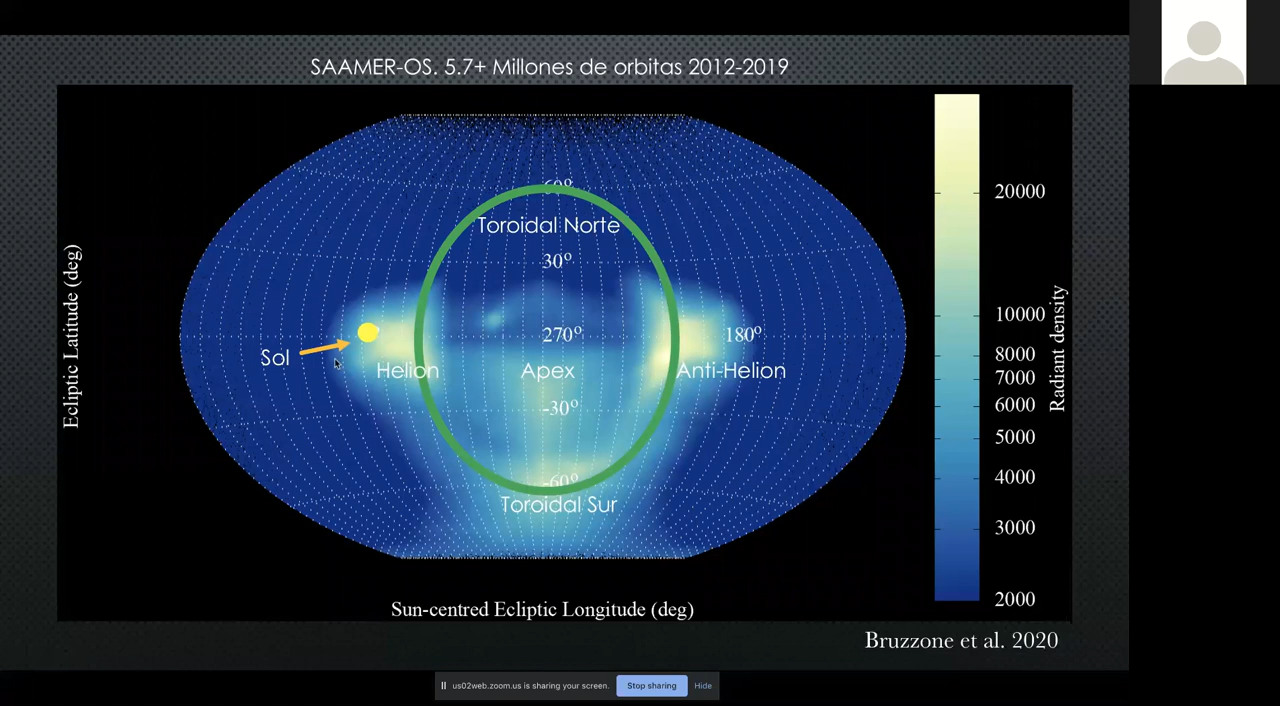 SAAMER-OS. 5.7+ Millones de orbitas 2012-2019
60º
Toroidal Norte
30º
270º
180º
Sol
Helion
Apex
Anti-Helion
-30º
-60º
Toroidal Sur
Ecliptic Latitude (deg)
Sun-centred Ecliptic Longitude (deg)
20000
10000
8000
7000
6000
5000
4000
3000
2000
Radiant density
Bruzzone et al. 2020
us02web.zoom.us is sharing your screen.
Stop sharing
Hide